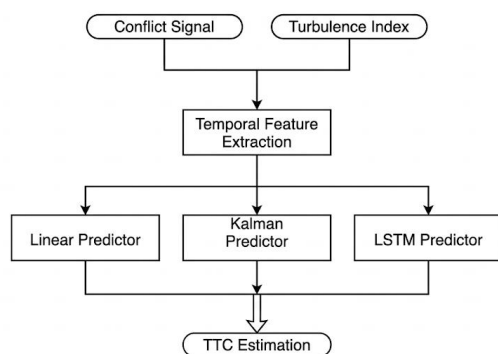 Conflict Signal
Turbulence Index
Temporal Feature
Extraction
Linear Predictor
Kalman
Predictor
LSTM Predictor
TTC Estimation